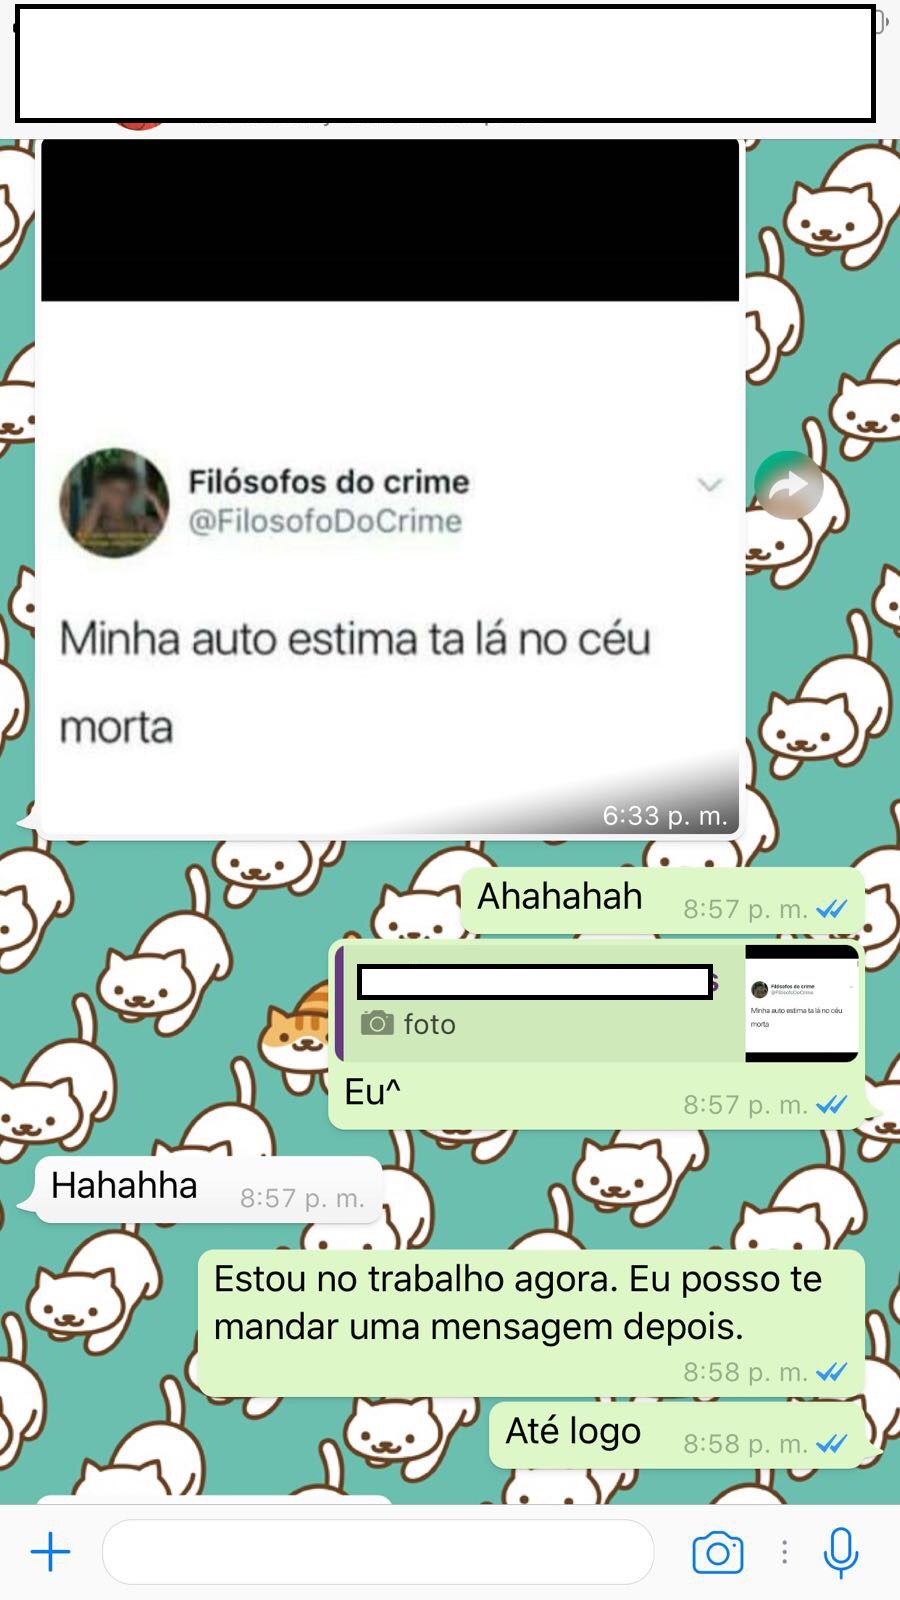 Filósofos do crime
@FilosofoDoCrime
Minha auto estima ta lá no céu
morta
6:33 p. m.
Ahahahah
8:57 p. m.
foto
Filósofos do crime
@FilosofoDoCrime
Minha auto estima ta lá no céu
morta
Eu^
8:57 p. m.
Hahahha
8:57 p. m.
Estou no trabalho agora. Eu posso te
mandar uma mensagem depois.
8:58 p. m.
Até logo
8:58 p. m.